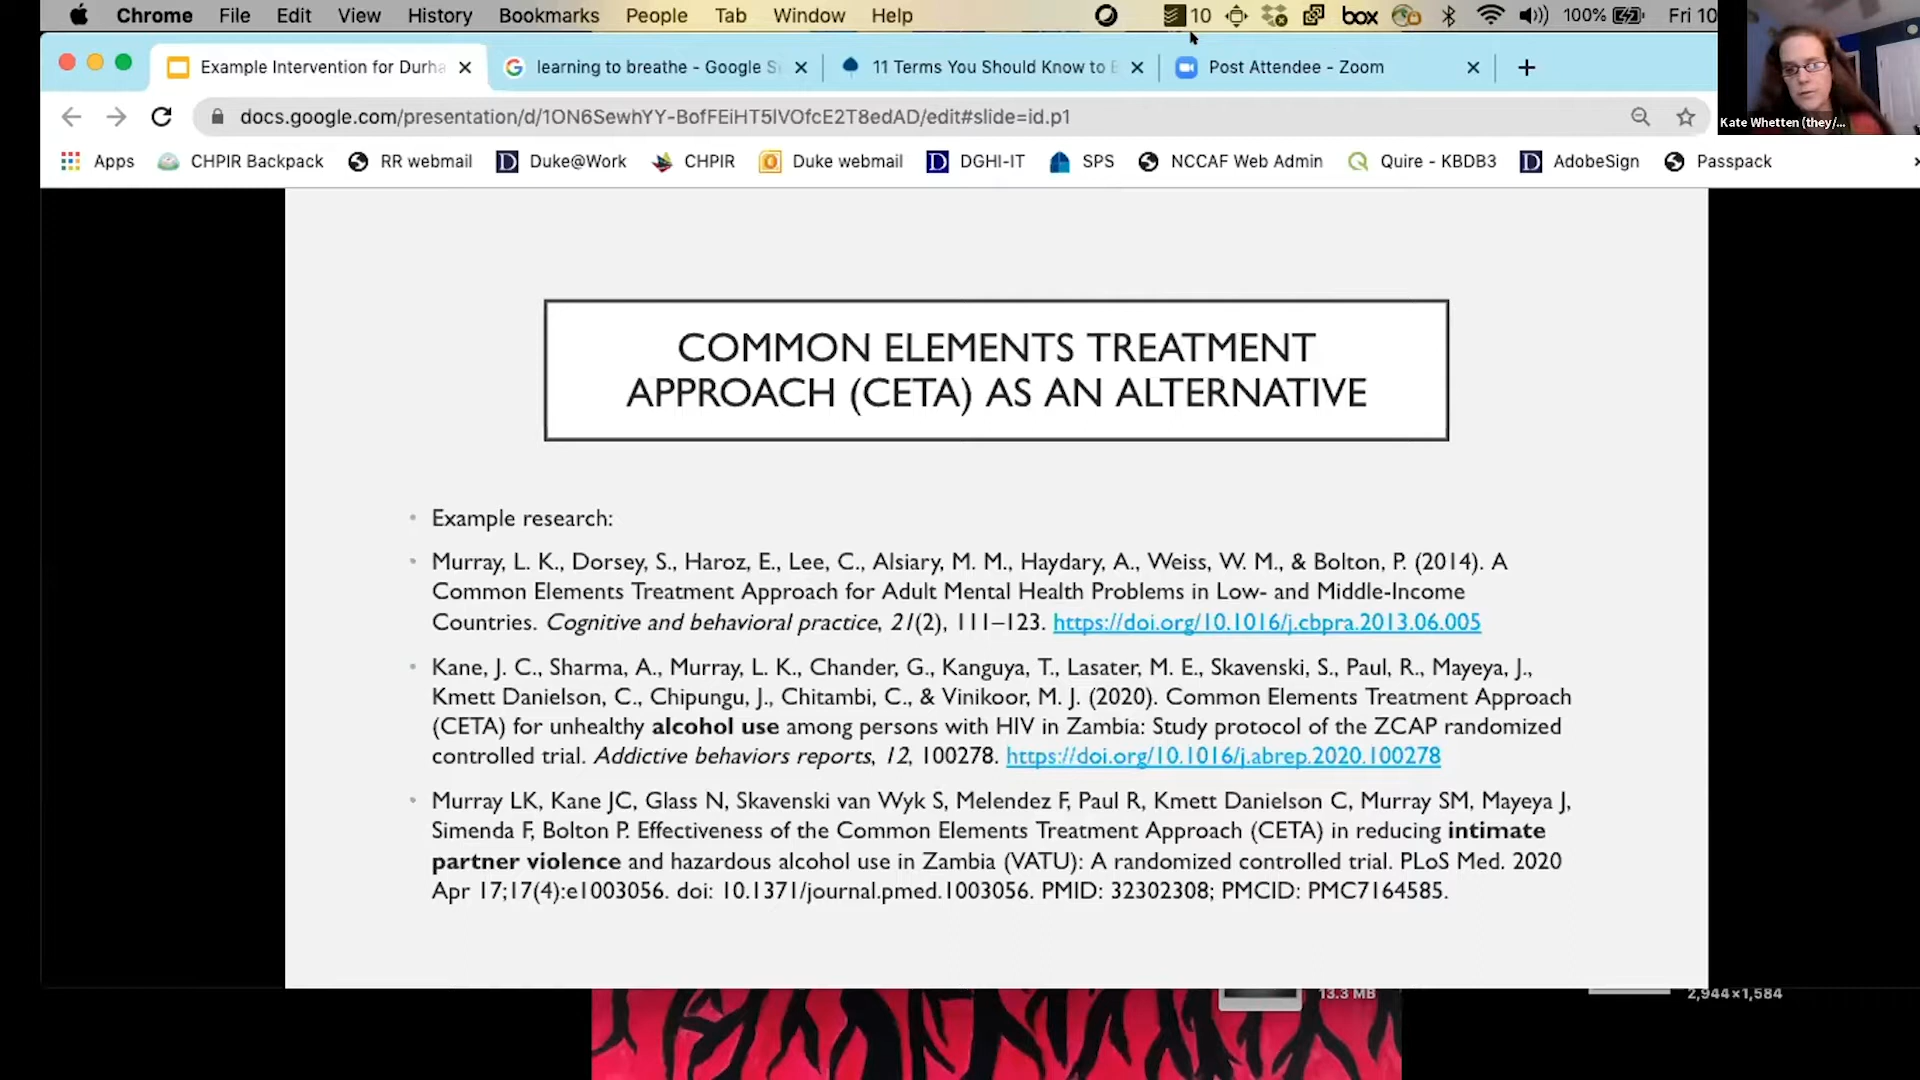 Chrome File Edit View History Bookmarks People Tab Window Help 10 box 100% Fri 10
Example Intervention for Durha learning to breathe - Google S 11 Terms You Should Know to E Post Attendee - Zoom
docs.google.com/presentation/d/1ON6SewhYY-BofFEiHT5lVOfcE2T8edAD/edit#slide=id.p1
Kate Whetten (they/...
Apps CHPIR Backpack RR webmail Duke@Work CHPIR Duke webmail DGHI-IT SPS NCCAF Web Admin Quire - KBDB3 AdobeSign Passpack
COMMON ELEMENTS TREATMENT
APPROACH (CETA) AS AN ALTERNATIVE
• Example research:
• Murray, L. K., Dorsey, S., Haroz, E., Lee, C., Alsiary, M. M., Haydary, A., Weiss, W. M., & Bolton, P. (2014). A
Common Elements Treatment Approach for Adult Mental Health Problems in Low- and Middle-Income
Countries. Cognitive and behavioral practice, 21(2), 111–123. https://doi.org/10.1016/j.cbpra.2013.06.005
• Kane, J. C., Sharma, A., Murray, L. K., Chander, G., Kanguya, T., Lasater, M. E., Skavenski, S., Paul, R., Mayeya, J.,
Kmett Danielson, C., Chipungu, J., Chitambi, C., & Vinikoor, M. J. (2020). Common Elements Treatment Approach
(CETA) for unhealthy alcohol use among persons with HIV in Zambia: Study protocol of the ZCAP randomized
controlled trial. Addictive behaviors reports, 12, 100278. https://doi.org/10.1016/j.abrep.2020.100278
• Murray LK, Kane JC, Glass N, Skavenski van Wyk S, Melendez F, Paul R, Kmett Danielson C, Murray SM, Mayeya J,
Simenda F, Bolton P. Effectiveness of the Common Elements Treatment Approach (CETA) in reducing intimate
partner violence and hazardous alcohol use in Zambia (VATU): A randomized controlled trial. PLoS Med. 2020
Apr 17;17(4):e1003056. doi: 10.1371/journal.pmed.1003056. PMID: 32302308; PMCID: PMC7164585.
13.3 MB
2,944×1,584